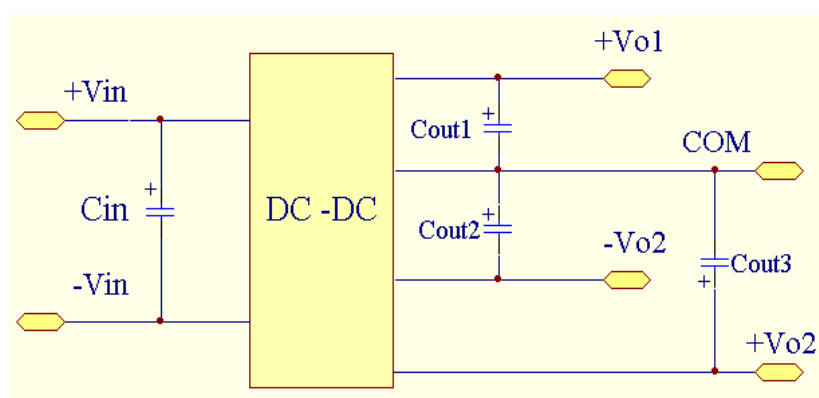 +Vo1
+Vin
+
Cout1
COM
+
Cin
DC -DC
+
Cout2
-Vo2
Cout3
+
-Vin
+Vo2